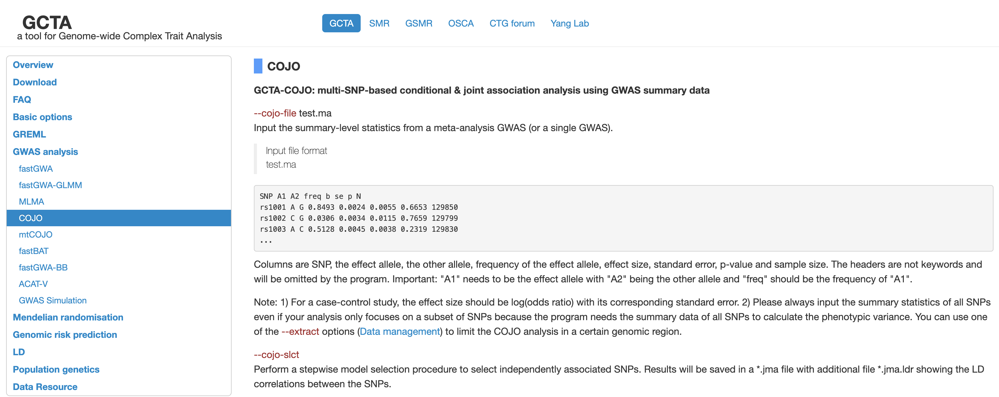 GCTA
a tool for Genome-wide Complex Trait Analysis
GCTA SMR GSMR OSCA CTG forum Yang Lab
Overview
Download
FAQ
Basic options
GREML
GWAS analysis
fastGWA
fastGWA-GLMM
MLMA
COJO
mtCOJO
fastBAT
fastGWA-BB
ACAT-V
GWAS Simulation
Mendelian randomisation
Genomic risk prediction
LD
Population genetics
Data Resource
COJO
GCTA-COJO: multi-SNP-based conditional & joint association analysis using GWAS summary data
--cojo-file test.ma
Input the summary-level statistics from a meta-analysis GWAS (or a single GWAS).
Input file format
test.ma
SNP A1 A2 freq b se p N
rs1001 A G 0.8493 0.0024 0.0055 0.6653 129850
rs1002 C G 0.0306 0.0034 0.0115 0.7659 129799
rs1003 A C 0.5128 0.0045 0.0038 0.2319 129830
...
Columns are SNP, the effect allele, the other allele, frequency of the effect allele, effect size, standard error, p-value and sample size. The headers are not keywords and
will be omitted by the program. Important: "A1" needs to be the effect allele with "A2" being the other allele and "freq" should be the frequency of "A1".
Note: 1) For a case-control study, the effect size should be log(odds ratio) with its corresponding standard error. 2) Please always input the summary statistics of all SNPs
even if your analysis only focuses on a subset of SNPs because the program needs the summary data of all SNPs to calculate the phenotypic variance. You can use one
of the --extract options (Data management) to limit the COJO analysis in a certain genomic region.
--cojo-slct
Perform a stepwise model selection procedure to select independently associated SNPs. Results will be saved in a *.jma file with additional file *.jma.ldr showing the LD
correlations between the SNPs.